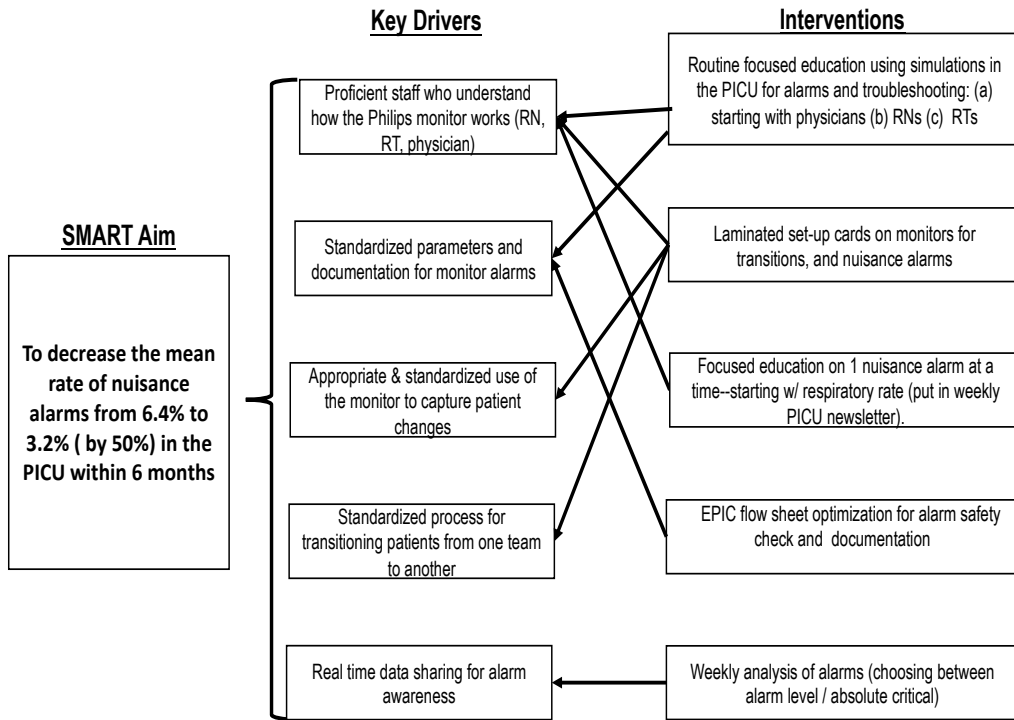 Key Drivers
Interventions
SMART Aim
To decrease the mean
rate of nuisance
alarms from 6.4% to
3.2% ( by 50%) in the
PICU within 6 months
Proficient staff who understand
how the Philips monitor works (RN,
RT, physician)
Standardized parameters and
documentation for monitor alarms
Appropriate & standardized use of
the monitor to capture patient
changes
Standardized process for
transitioning patients from one team
to another
Real time data sharing for alarm
awareness
Routine focused education using simulations in
the PICU for alarms and troubleshooting: (a)
starting with physicians (b) RNs (c) RTs
Laminated set-up cards on monitors for
transitions, and nuisance alarms
Focused education on 1 nuisance alarm at a
time--starting w/ respiratory rate (put in weekly
PICU newsletter).
EPIC flow sheet optimization for alarm safety
check and documentation
Weekly analysis of alarms (choosing between
alarm level / absolute critical)